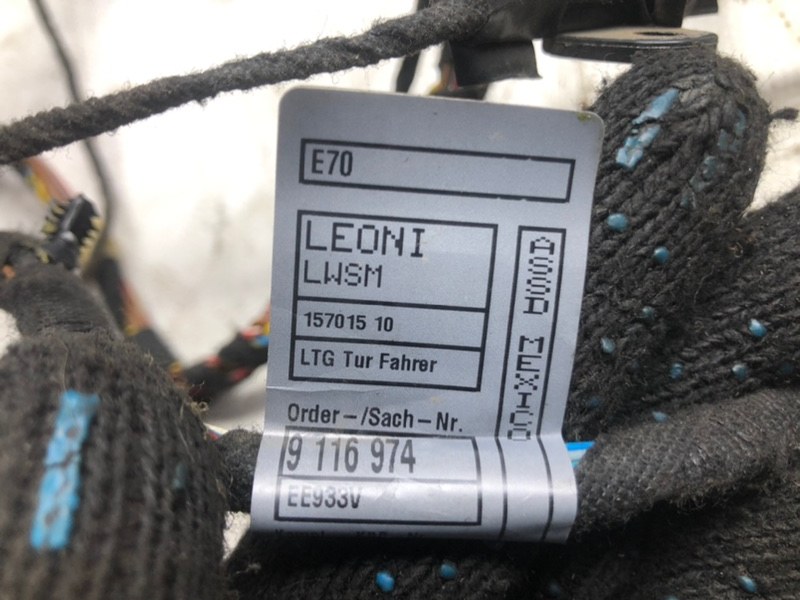 E70
LEONI
LWSM
157015 10
LTG Tur Fahrer
ASSD MEXICO
Order-/Sach-Nr.
9 116 974
EE933V